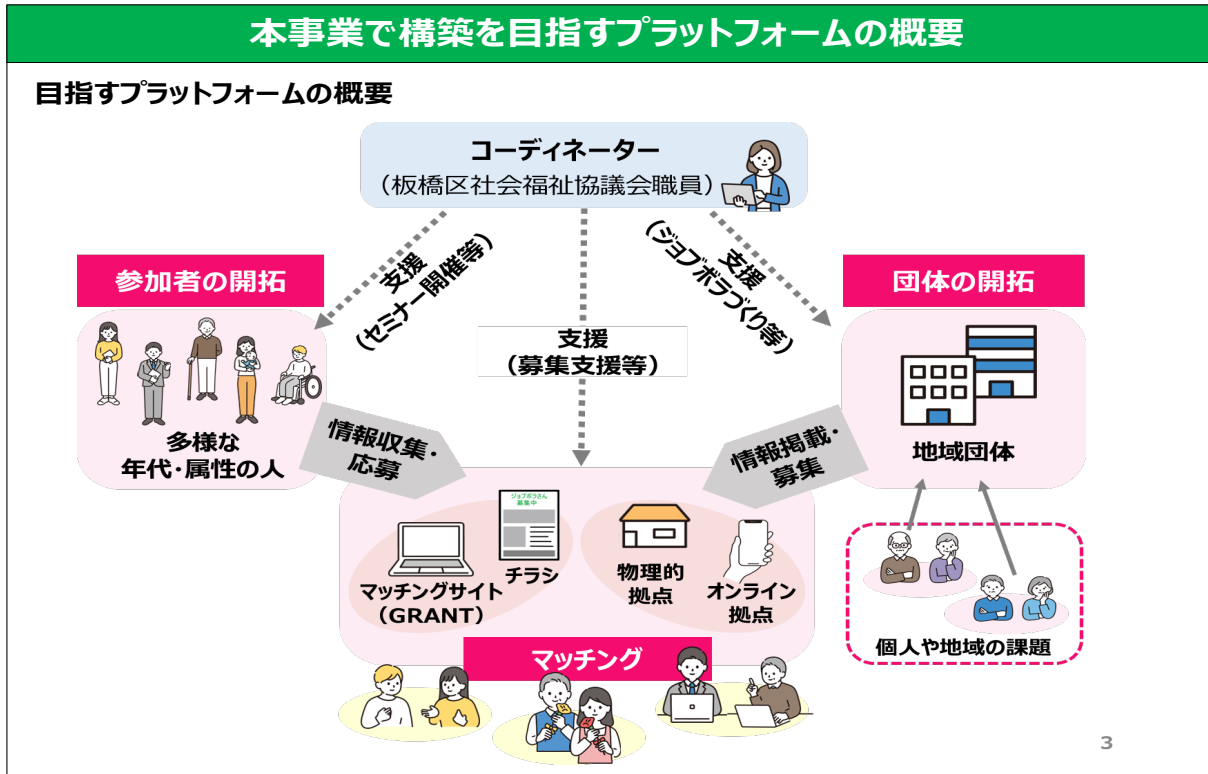 本事業で構築を目指すプラットフォームの概要
目指すプラットフォームの概要
コーディネーター
（板橋区社会福祉協議会職員）
支援
(セミナー開催等)
支援
（募集支援等）
支援
(ジョブボラづくり等)
参加者の開拓
多様な
年代・属性の人
団体の開拓
地域団体
情報収集・
応募
情報掲載・
募集
ジョブボラさん
募集中
チラシ
マッチングサイト
（GRANT）
物理的
拠点
オンライン
拠点
マッチング
個人や地域の課題
3